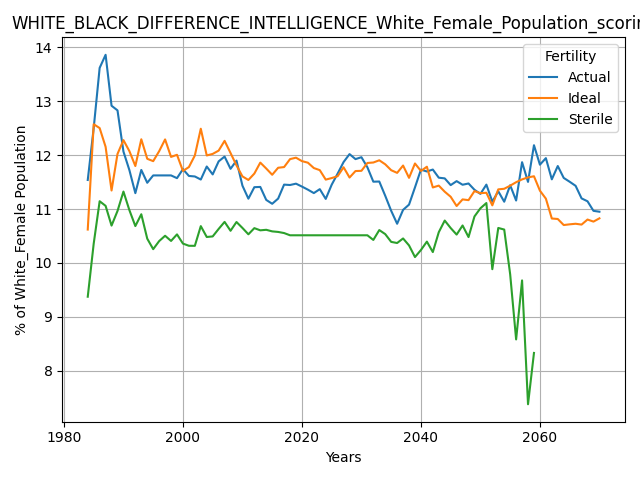 WHITE_BLACK_DIFFERENCE_INTELLIGENCE_White_Female_Population_scorin
Fertility
Actual
Ideal
Sterile
% of White_Female Population
14
13
12
11
10
9
8
1980
2000
2020
2040
2060
Years